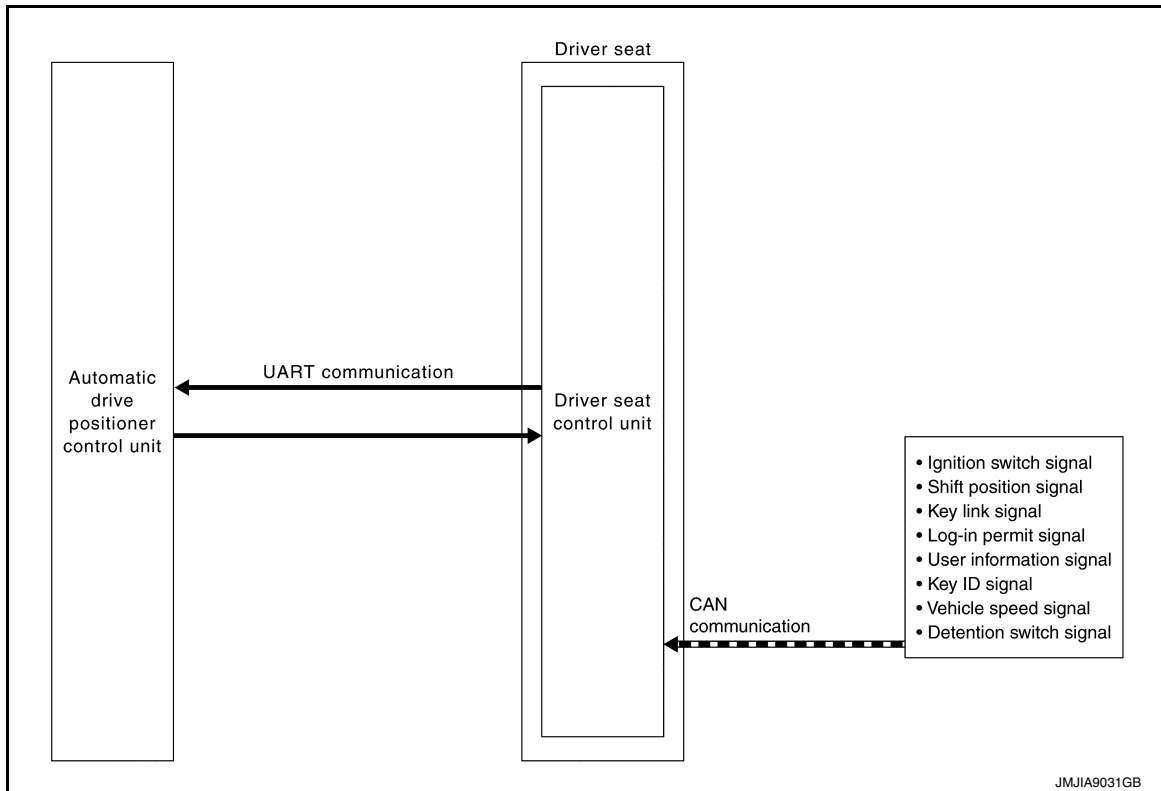 Driver seat
Automatic
drive
positioner
control unit
UART communication
Driver seat
control unit
CAN
communication
• Ignition switch signal
• Shift position signal
• Key link signal
• Log-in permit signal
• User information signal
• Key ID signal
• Vehicle speed signal
• Detention switch signal
JMJIA9031GB